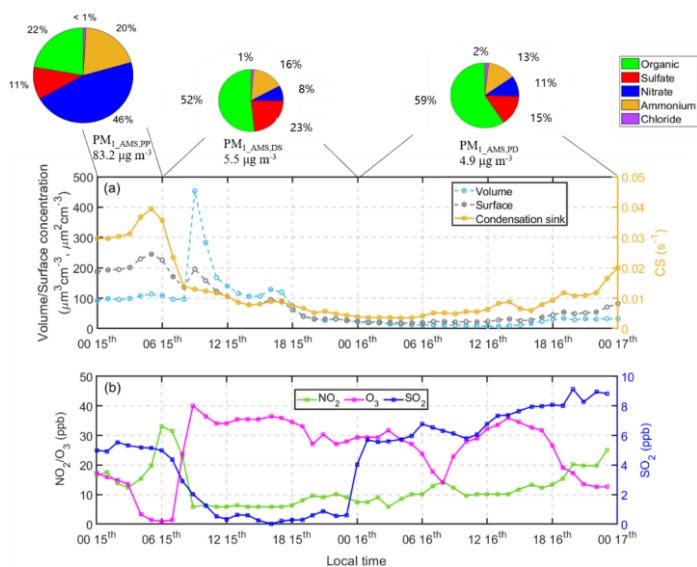 < 1%
22%
20%
11%
46%
PM1_AMS,PP
83.2 μg m-3
1%
16%
8%
52%
23%
PM1_AMS,DS
5.5 μg m-3
2%
13%
11%
59%
15%
PM1_AMS,PD
4.9 μg m-3
Organic
Sulfate
Nitrate
Ammonium
Chloride
(a)
Volume
Surface
Condensation sink
Volume/Surface concentration
(μm3cm-3, μm2cm-3)
500
400
300
200
100
0
0.05
0.04
0.03
0.02
0.01
0
CS (s-1)
00 15th 06 15th 12 15th 18 15th 00 16th 06 16th 12 16th 18 16th 00 17th
(b)
NO2 O3 SO2
NO2/O3 (ppb)
50
40
30
20
10
0
10
8
6
4
2
0
SO2 (ppb)
00 15th 06 15th 12 15th 18 15th 00 16th 06 16th 12 16th 18 16th 00 17th
Local time